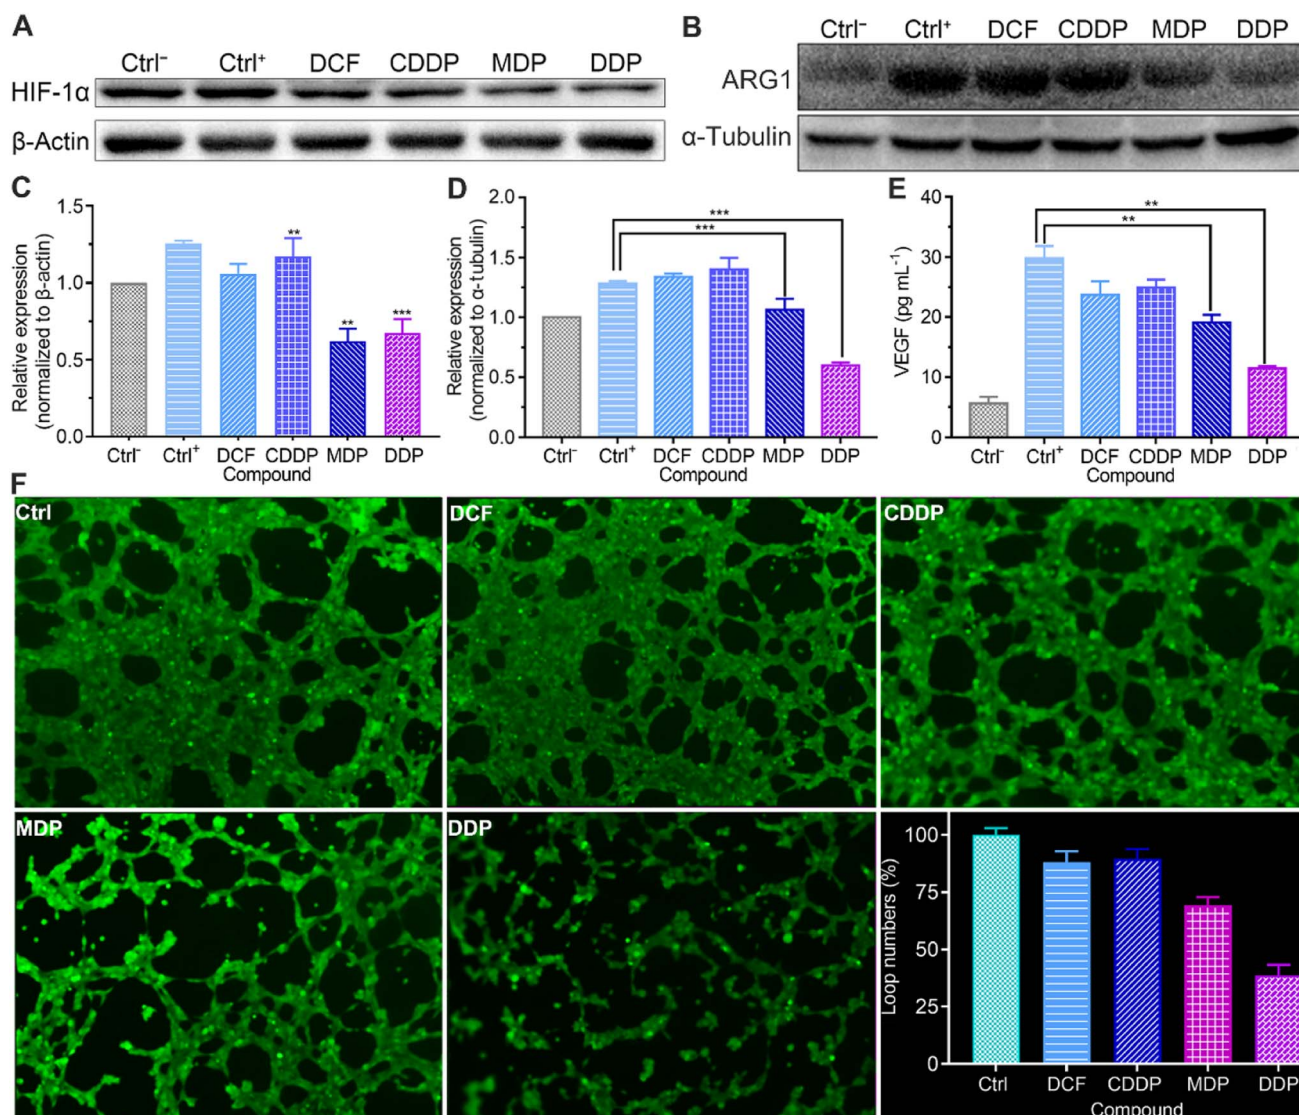 A
Ctrl⁻ Ctrl⁺ DCF CDDP MDP DDP
HIF-1α
β-Actin
B
Ctrl⁻ Ctrl⁺ DCF CDDP MDP DDP
ARG1
α-Tubulin
C
Relative expression
(normalized to β-actin)
1.5
1.0
0.5
0.0
** ** ***
Ctrl⁻ Ctrl⁺ DCF CDDP MDP DDP
Compound
D
Relative expression
(normalized to α-tubulin)
2.0
1.5
1.0
0.5
0.0
***
***
Ctrl⁻ Ctrl⁺ DCF CDDP MDP DDP
Compound
E
VEGF (pg mL⁻¹)
40
30
20
10
0
**
**
Ctrl⁻ Ctrl⁺ DCF CDDP MDP DDP
Compound
F
Ctrl
DCF
CDDP
MDP
DDP
Loop numbers (%)
100
75
50
25
0
Ctrl DCF CDDP MDP DDP
Compound